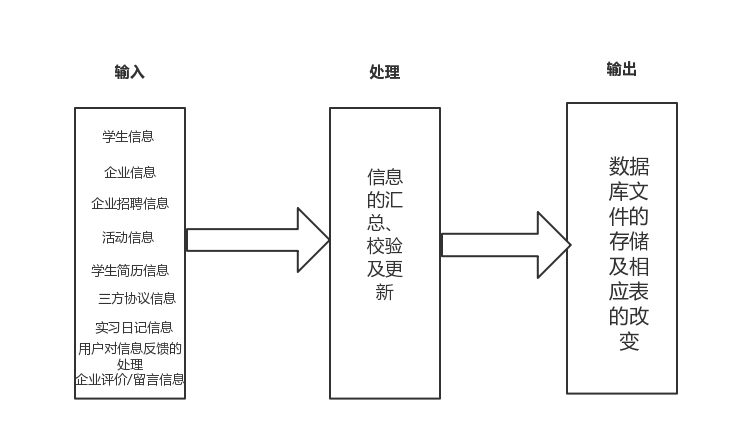 输入
学生信息
企业信息
企业招聘信息
活动信息
学生简历信息
三方协议信息
实习日记信息
用户对信息反馈的
处理
企业评价/留言信息
处理
信息
的汇
总、
校验
及更
新
输出
数据
库文
件的
存储
及相
应表
的改
变